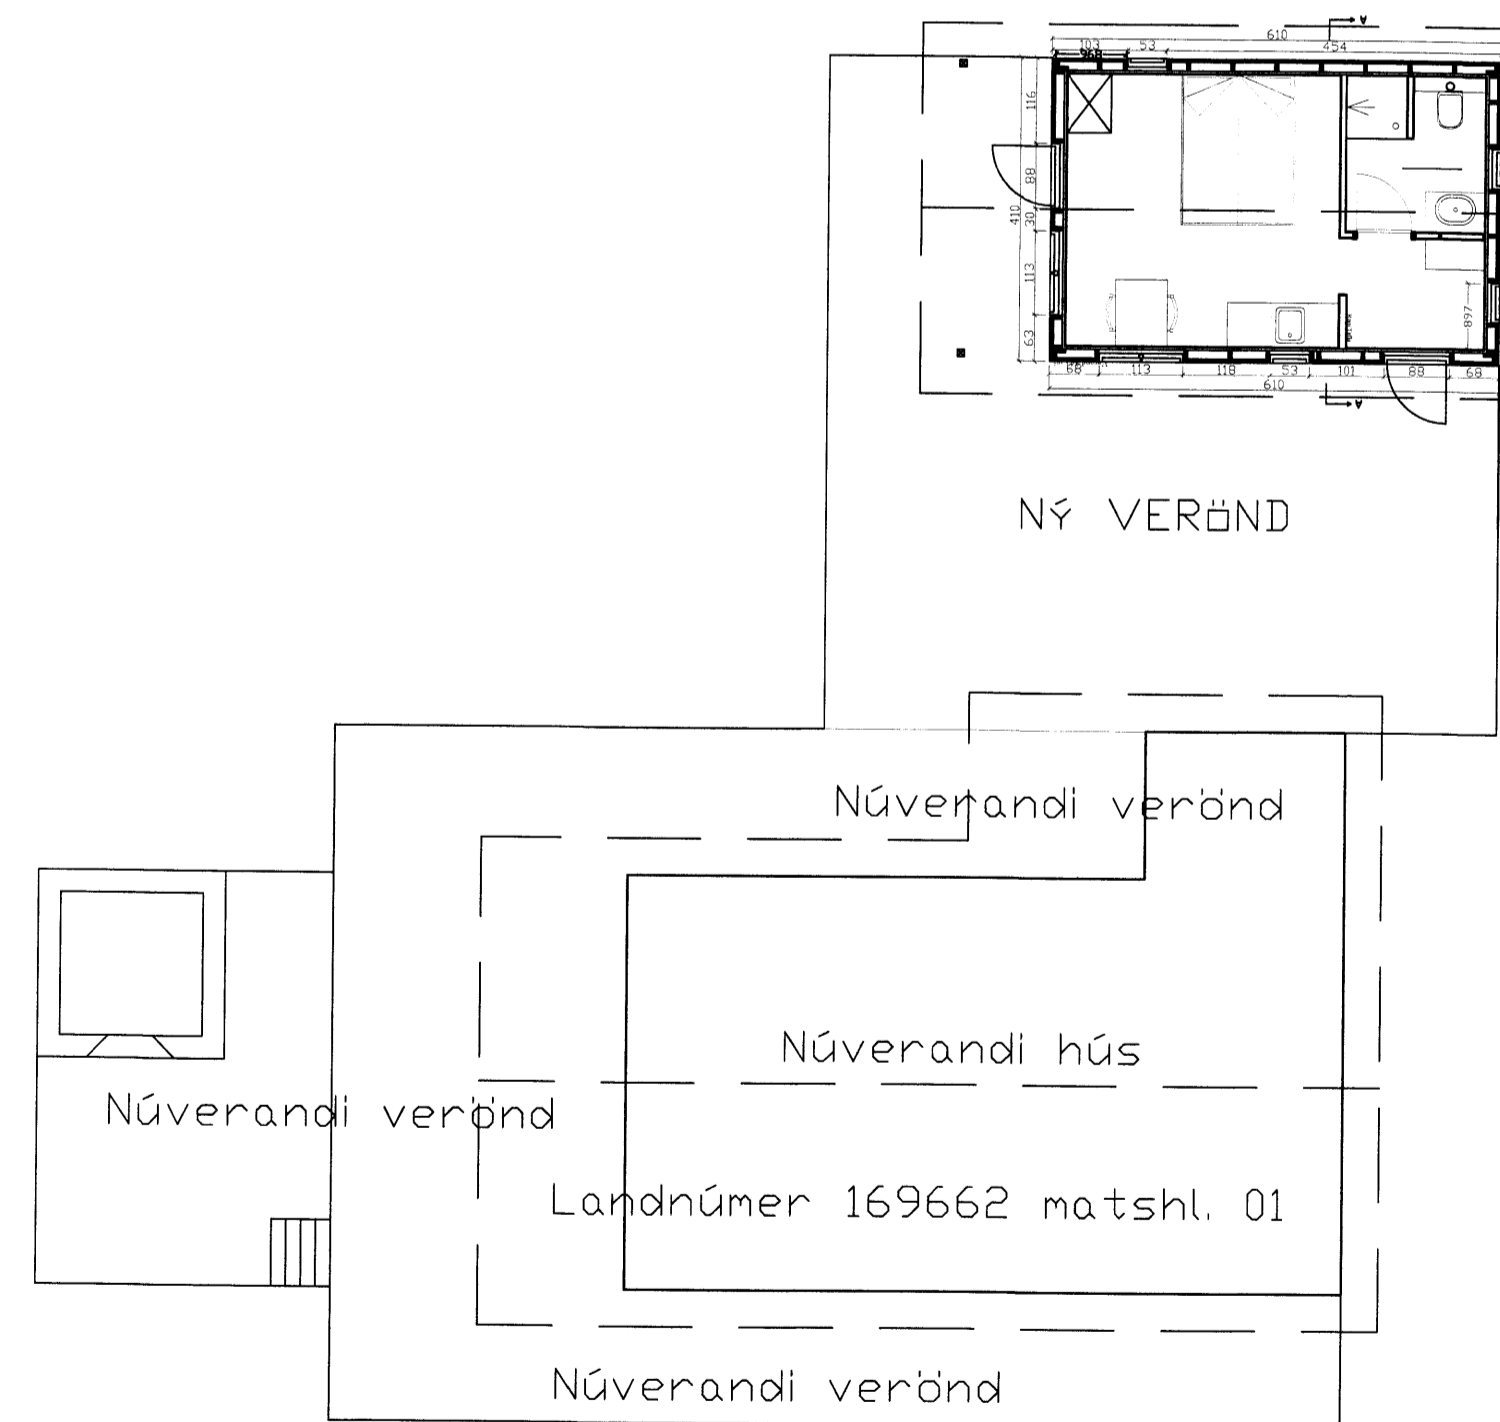 A
610
103 53 454
968
116
88
410
30
113
63
897
68 113 118 53 101 88 68
610
A
NÝ VERÖND
Núverandi verönd
Núverandi hús
Núverandi verönd
Landnúmer 169662 matshl. 01
Núverandi verönd